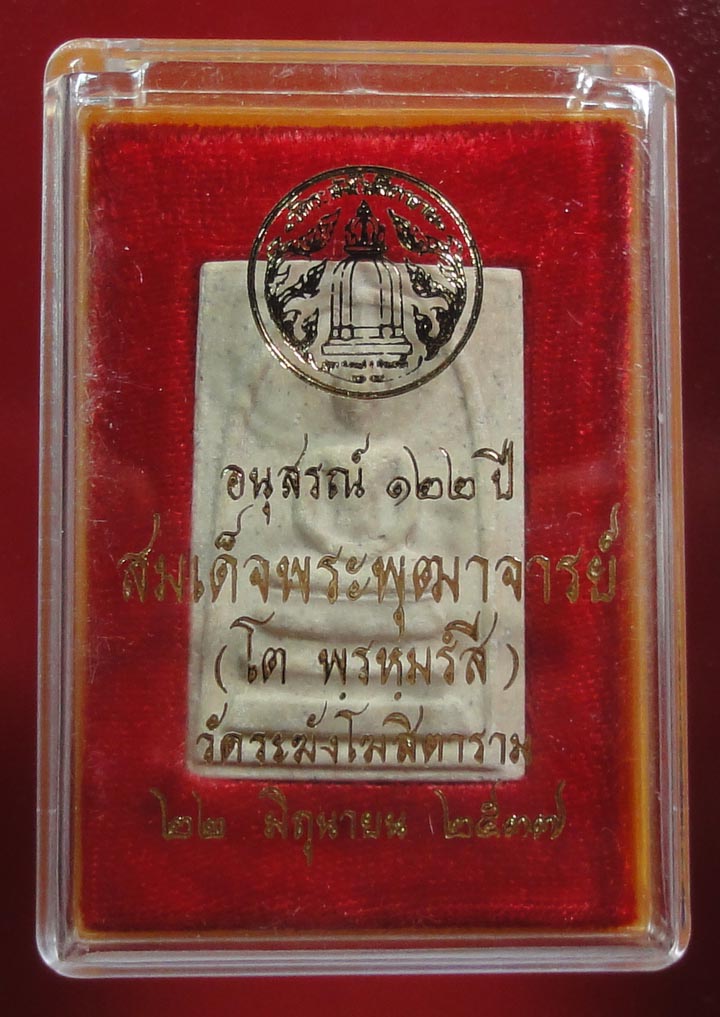 อนุสรณ์ ๑๒๒ ปี
สมเด็จพระพุฒาจารย์
(โต พฺรหฺมรํสี)
วัดระฆังโฆสิตาราม
๒๒ มิถุนายน ๒๕๓๗